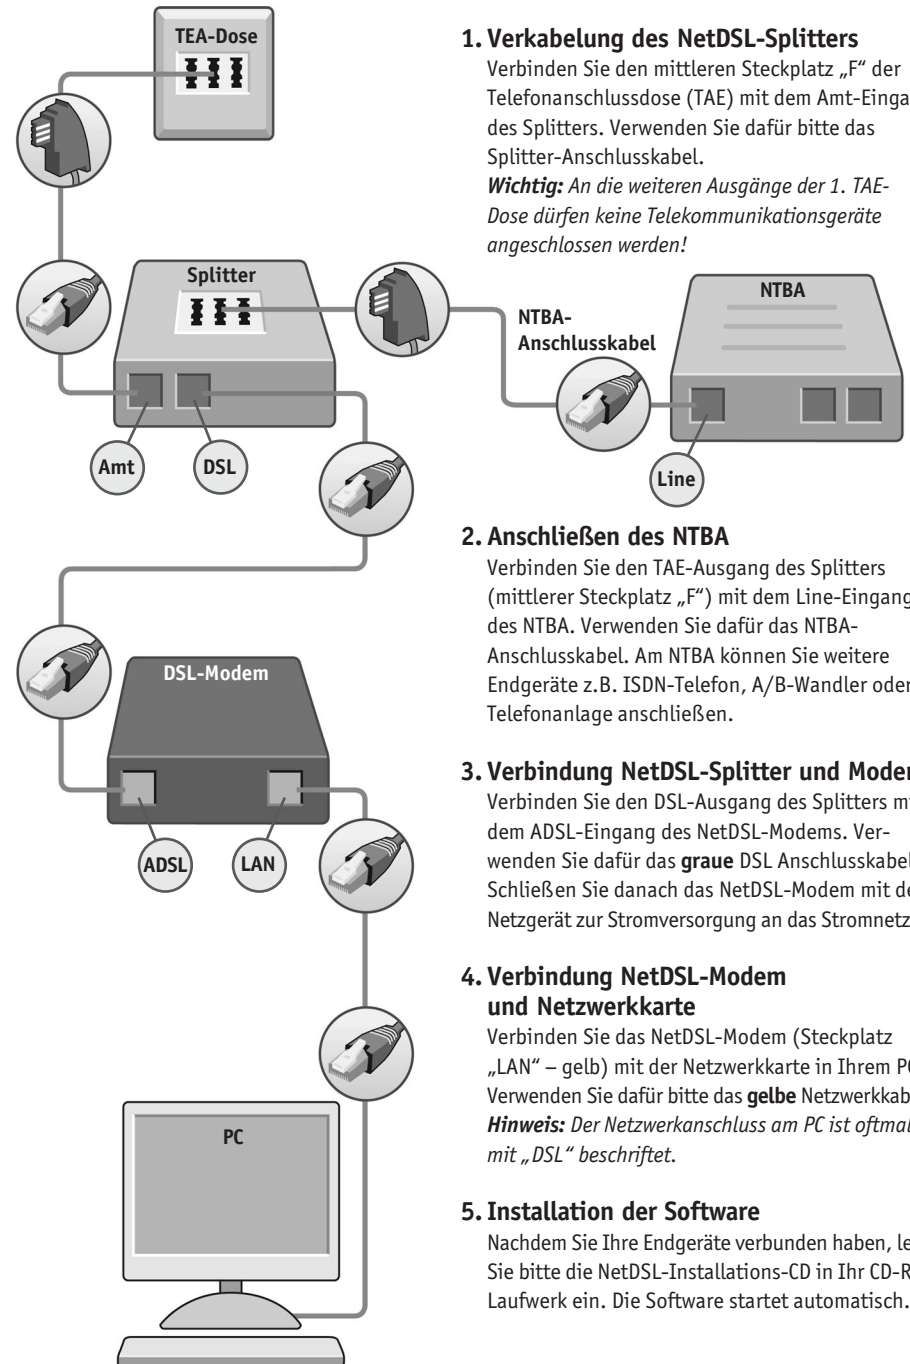 TEA-Dose
1. Verkabelung des NetDSL-Splitters
Verbinden Sie den mittleren Steckplatz „F“ der
Telefonanschlussdose (TAE) mit dem Amt-Einga
des Splitters. Verwenden Sie dafür bitte das
Splitter-Anschlusskabel.
Wichtig: An die weiteren Ausgänge der 1. TAE-
Dose dürfen keine Telekommunikationsgeräte
angeschlossen werden!
Splitter
NTBA-
Anschlusskabel
NTBA
Amt
DSL
Line
2. Anschließen des NTBA
Verbinden Sie den TAE-Ausgang des Splitters
(mittlerer Steckplatz „F“) mit dem Line-Eingang
des NTBA. Verwenden Sie dafür das NTBA-
Anschlusskabel. Am NTBA können Sie weitere
Endgeräte z.B. ISDN-Telefon, A/B-Wandler oder
Telefonanlage anschließen.
DSL-Modem
ADSL
LAN
3. Verbindung NetDSL-Splitter und Modem
Verbinden Sie den DSL-Ausgang des Splitters mi
dem ADSL-Eingang des NetDSL-Modems. Ver-
wenden Sie dafür das graue DSL Anschlusskabel
Schließen Sie danach das NetDSL-Modem mit de
Netzgerät zur Stromversorgung an das Stromnetz
4. Verbindung NetDSL-Modem
und Netzwerkkarte
Verbinden Sie das NetDSL-Modem (Steckplatz
„LAN“ – gelb) mit der Netzwerkkarte in Ihrem PC
Verwenden Sie dafür bitte das gelbe Netzwerkkab
Hinweis: Der Netzwerkanschluss am PC ist oftmal
mit „DSL“ beschriftet.
PC
5. Installation der Software
Nachdem Sie Ihre Endgeräte verbunden haben, le
Sie bitte die NetDSL-Installations-CD in Ihr CD-R
Laufwerk ein. Die Software startet automatisch.